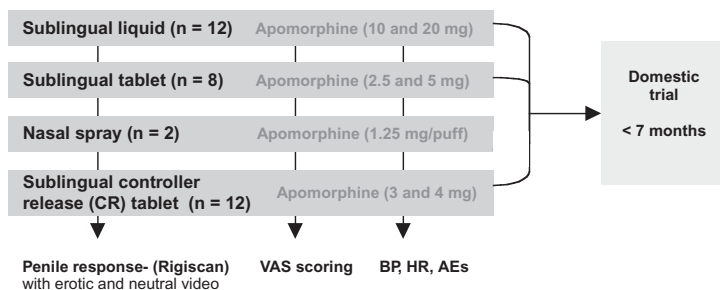 Sublingual liquid (n = 12) Apomorphine (10 and 20 mg)
Sublingual tablet (n = 8) Apomorphine (2.5 and 5 mg)
Nasal spray (n = 2) Apomorphine (1.25 mg/puff)
Sublingual controller
release (CR) tablet (n = 12) Apomorphine (3 and 4 mg)
Domestic
trial
< 7 months
Penile response- (Rigiscan) VAS scoring BP, HR, AEs
with erotic and neutral video